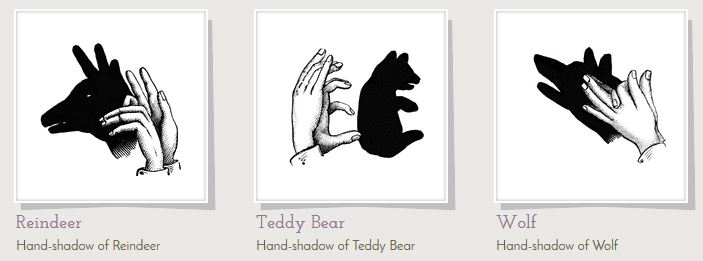 Reindeer
Hand-shadow of Reindeer
Teddy Bear
Hand-shadow of Teddy Bear
Wolf
Hand-shadow of Wolf